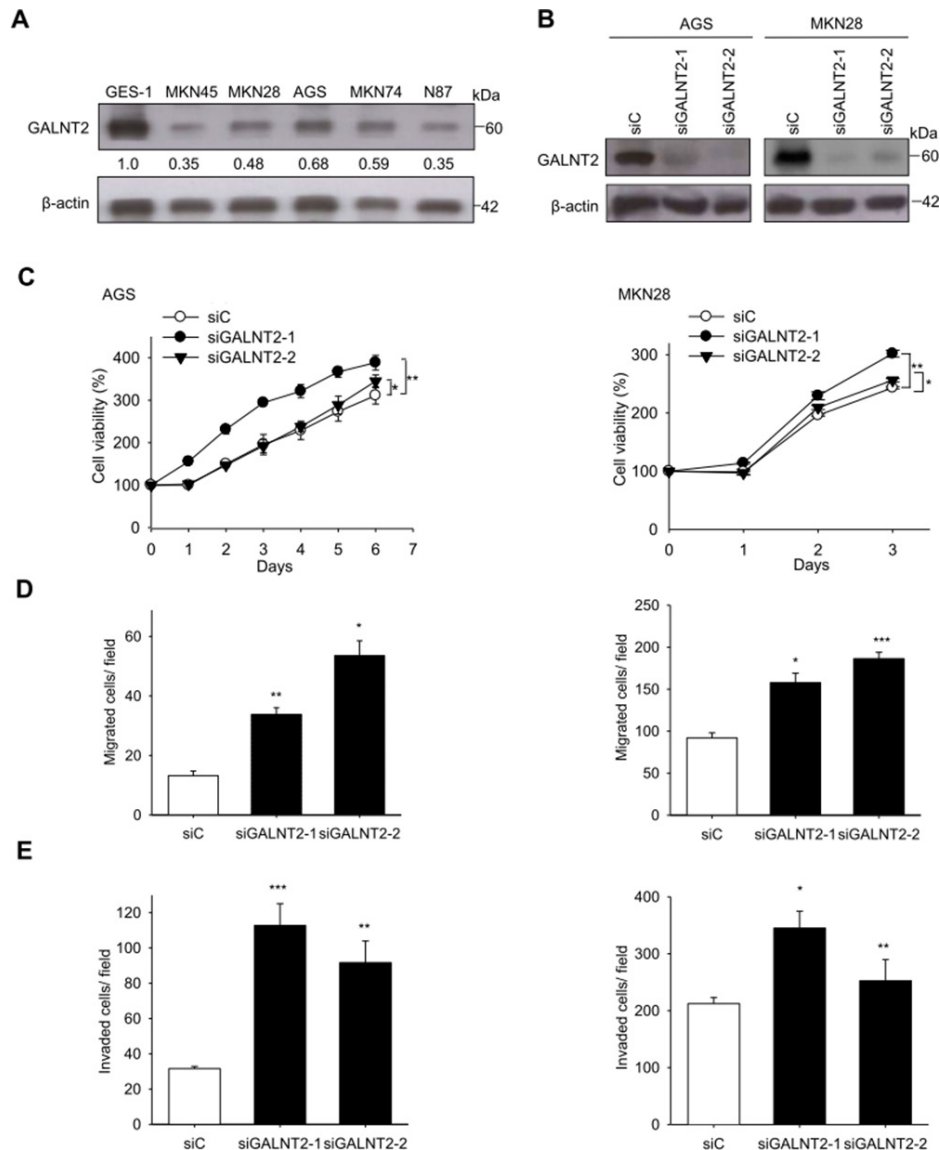 A
GES-1 MKN45 MKN28 AGS MKN74 N87 kDa
GALNT2 60
1.0 0.35 0.48 0.68 0.59 0.35
β-actin 42
B
AGS MKN28
siC siGALNT2-1 siGALNT2-2 siC siGALNT2-1 siGALNT2-2 kDa
GALNT2 60
β-actin 42
C
AGS
siC
siGALNT2-1
siGALNT2-2
Cell viability (%)
400
300
200
100
0
* **
0 1 2 3 4 5 6 7
Days
MKN28
siC
siGALNT2-1
siGALNT2-2
Cell viability (%)
300
200
100
0
** *
0 1 2 3
Days
D
Migrated cells/ field
60
40
20
0
** *
siC siGALNT2-1 siGALNT2-2
Migrated cells/ field
250
200
150
100
50
0
* ***
siC siGALNT2-1 siGALNT2-2
E
Invaded cells/ field
120
100
80
60
40
20
0
*** **
siC siGALNT2-1 siGALNT2-2
Invaded cells/ field
400
300
200
100
0
* **
siC siGALNT2-1 siGALNT2-2